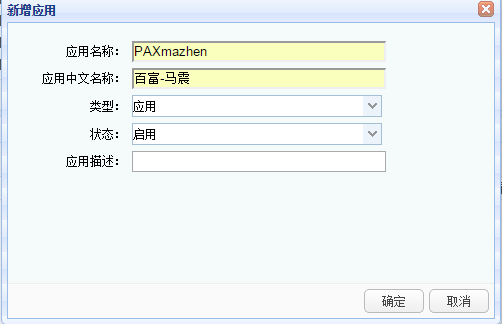 新增应用
应用名称： PAXmazhen
应用中文名称： 百富-马震
类型： 应用
状态： 启用
应用描述：
确定 取消